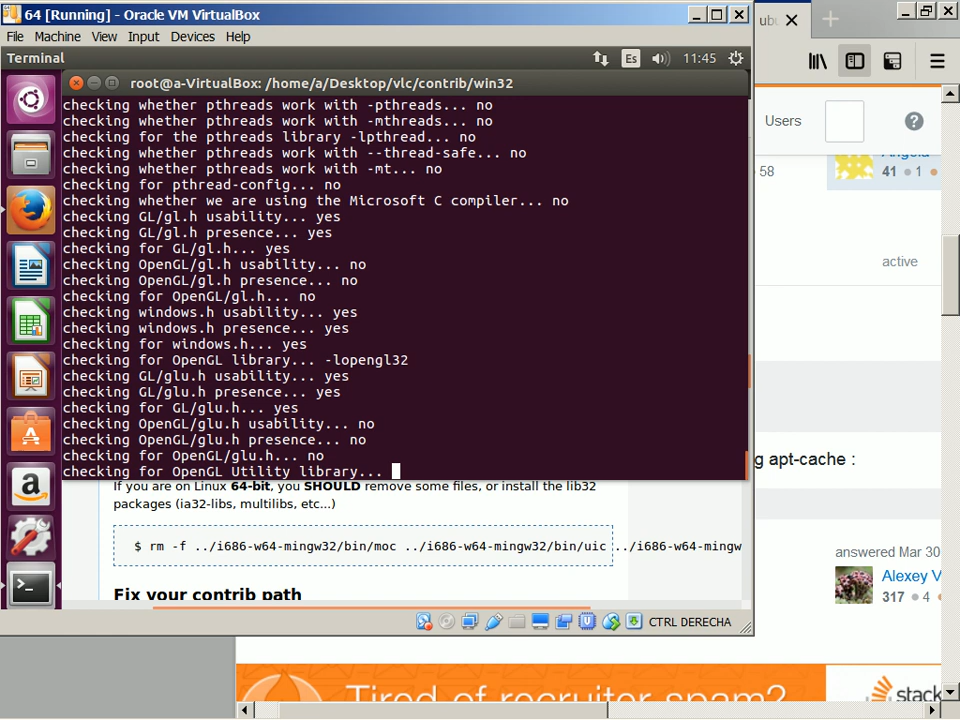 64 [Running] - Oracle VM VirtualBox
File Machine View Input Devices Help
Terminal
Es
11:45
root@a-VirtualBox: /home/a/Desktop/vlc/contrib/win32
checking whether pthreads work with -pthreads... no
checking whether pthreads work with -mthreads... no
checking for the pthreads library -lpthread... no
checking whether pthreads work with --thread-safe... no
checking whether pthreads work with -mt... no
checking for pthread-config... no
checking whether we are using the Microsoft C compiler... no
checking GL/gl.h usability... yes
checking GL/gl.h presence... yes
checking for GL/gl.h... yes
checking OpenGL/gl.h usability... no
checking OpenGL/gl.h presence... no
checking for OpenGL/gl.h... no
checking windows.h usability... yes
checking windows.h presence... yes
checking for windows.h... yes
checking for OpenGL library... -lopengl32
checking GL/glu.h usability... yes
checking GL/glu.h presence... yes
checking for GL/glu.h... yes
checking OpenGL/glu.h usability... no
checking OpenGL/glu.h presence... no
checking for OpenGL/glu.h... no
checking for OpenGL Utility library...
If you are on Linux 64-bit, you SHOULD remove some files, or install the lib32
packages (ia32-libs, multilibs, etc...)
$ rm -f ../i686-w64-mingw32/bin/moc ../i686-w64-mingw32/bin/uic ../i686-w64-mingw
Fix your contrib path
CTRL DERECHA
ubu
Users
58
41 1
active
g apt-cache :
answered Mar 30
Alexey V
317 4
Tired of recruiter spam?
stack